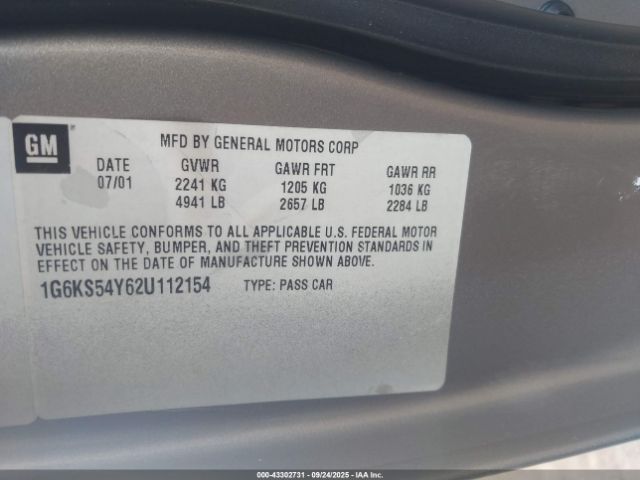 GM
MFD BY GENERAL MOTORS CORP
DATE GVWR GAWR FRT GAWR RR
07/01 2241 KG 1205 KG 1036 KG
4941 LB 2657 LB 2284 LB
THIS VEHICLE CONFORMS TO ALL APPLICABLE U.S. FEDERAL MOTOR
VEHICLE SAFETY, BUMPER, AND THEFT PREVENTION STANDARDS IN
EFFECT ON THE DATE OF MANUFACTURE SHOWN ABOVE.
1G6KS54Y62U112154 TYPE: PASS CAR
000-43302731 - 09/24/2025 - IAA Inc.